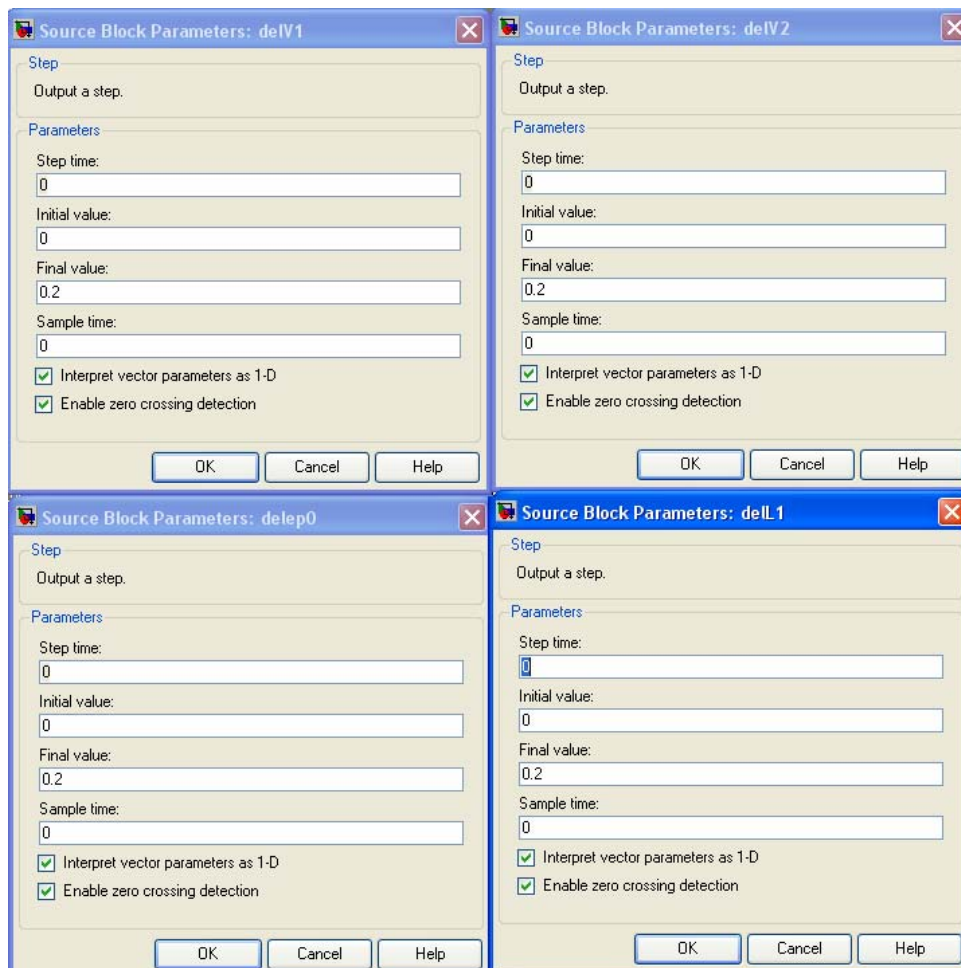 Source Block Parameters: delV1
Step
Output a step.
Parameters
Step time:
0
Initial value:
0
Final value:
0.2
Sample time:
0
Interpret vector parameters as 1-D
Enable zero crossing detection
OK Cancel Help
Source Block Parameters: delV2
Step
Output a step.
Parameters
Step time:
0
Initial value:
0
Final value:
0.2
Sample time:
0
Interpret vector parameters as 1-D
Enable zero crossing detection
OK Cancel Help
Source Block Parameters: delep0
Step
Output a step.
Parameters
Step time:
0
Initial value:
0
Final value:
0.2
Sample time:
0
Interpret vector parameters as 1-D
Enable zero crossing detection
OK Cancel Help
Source Block Parameters: delL1
Step
Output a step.
Parameters
Step time:
0
Initial value:
0
Final value:
0.2
Sample time:
0
Interpret vector parameters as 1-D
Enable zero crossing detection
OK Cancel Help